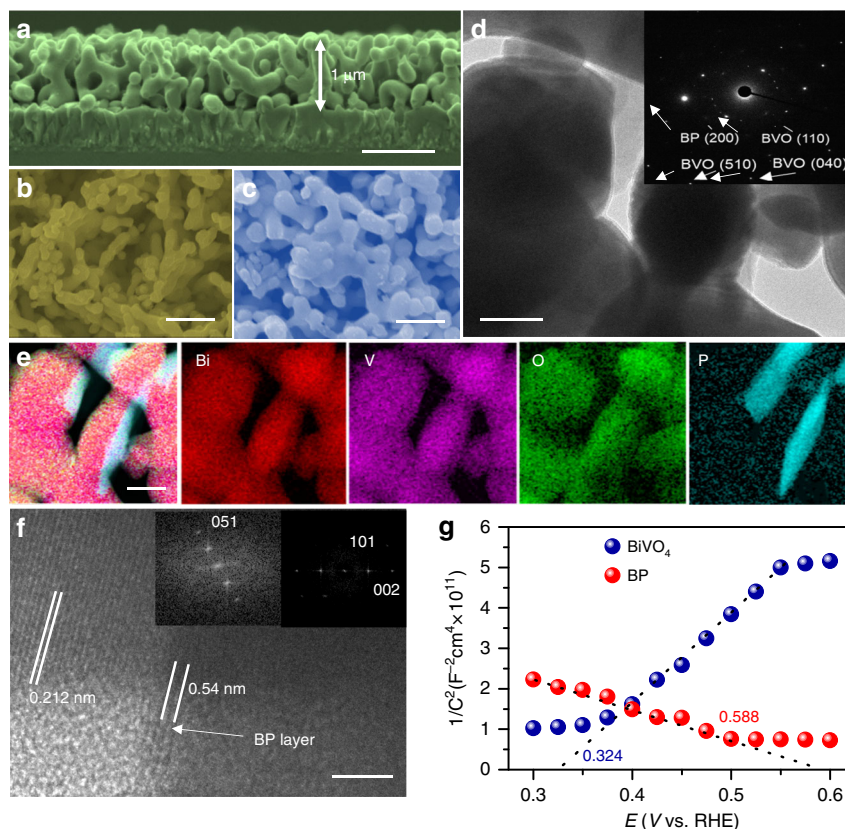 a
1 μm
b
c
d
BP (200)
BVO (110)
BVO (510)
BVO (040)
e
Bi
V
O
P
f
051
101
002
0.212 nm
0.54 nm
BP layer
g
6
5
4
3
2
1
0
1/C²(F⁻²cm⁴×10¹¹)
BiVO₄
BP
0.588
0.324
0.3
0.4
0.5
0.6
E (V vs. RHE)